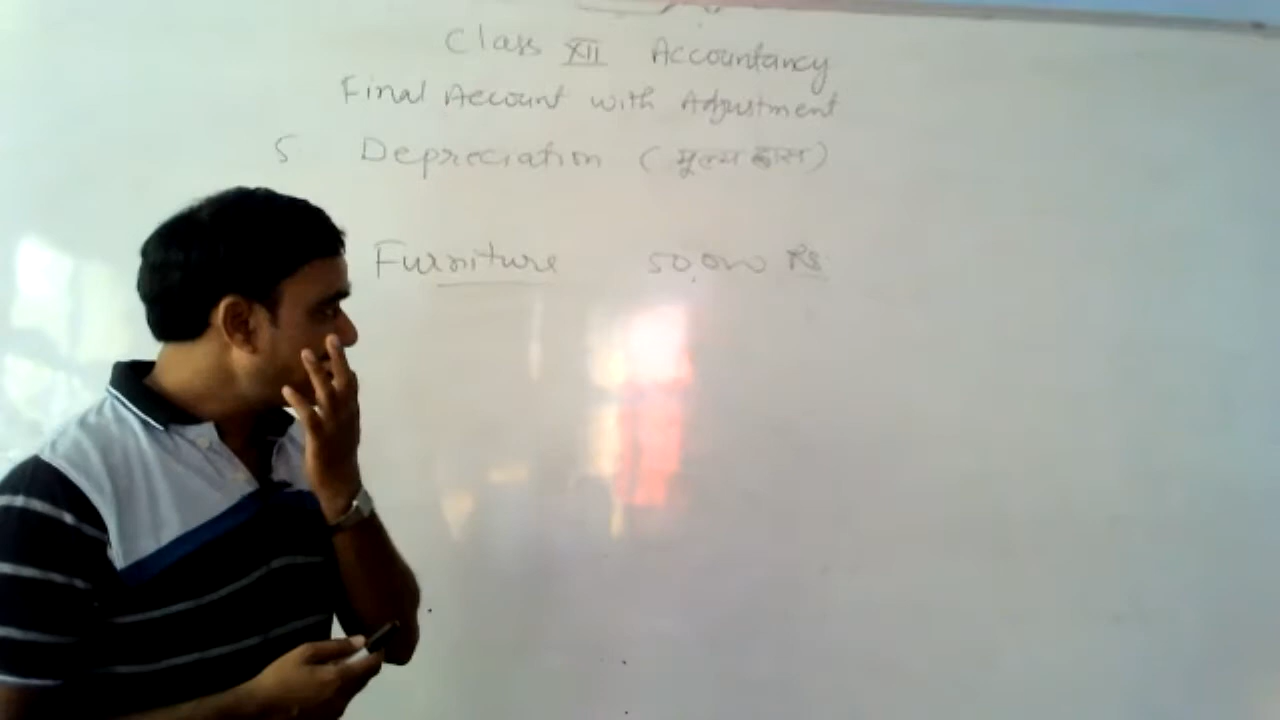 Class XII Accountancy
Final Account with Adjustment
5 Depreciation (मूल्य ह्रास)
Furniture 50,000 Rs